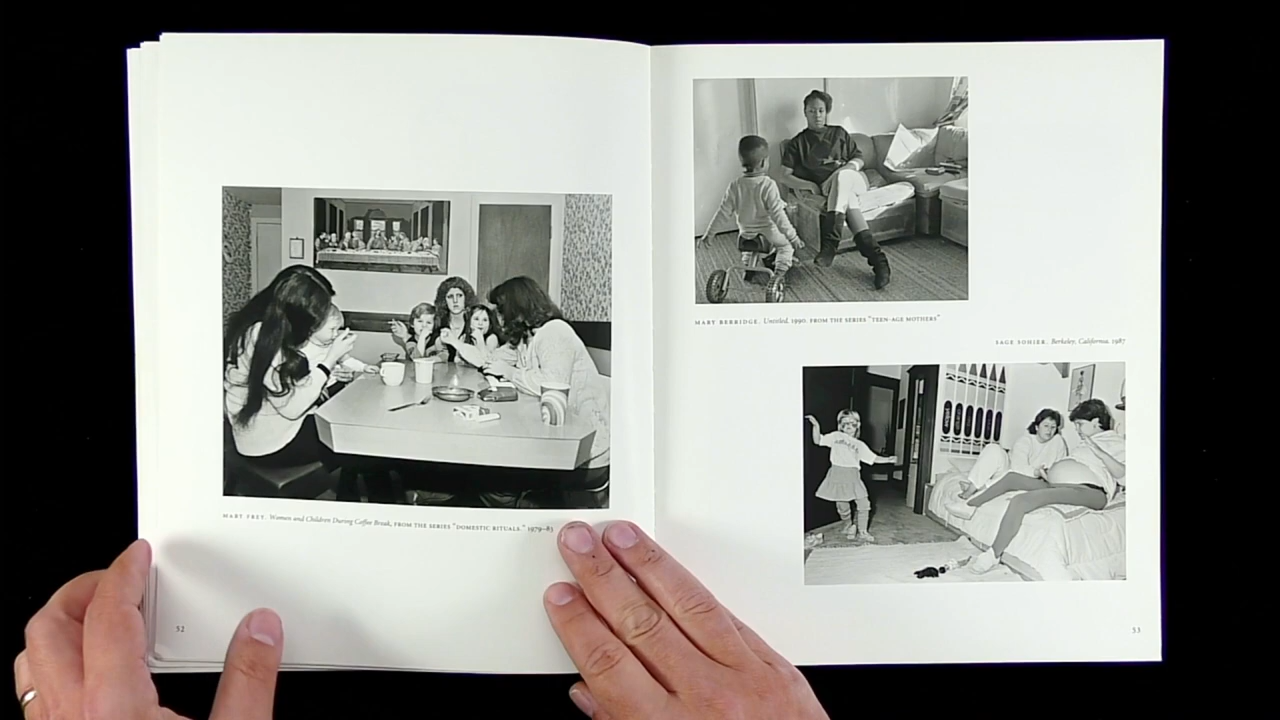 MARY FREY. Women and Children During Coffee Break, FROM THE SERIES "DOMESTIC RITUALS." 1979–83
52
MARY BERRIDGE. Untitled, 1990. FROM THE SERIES "TEEN-AGE MOTHERS"
SAGE SOHIER. Berkeley, California, 1987
53